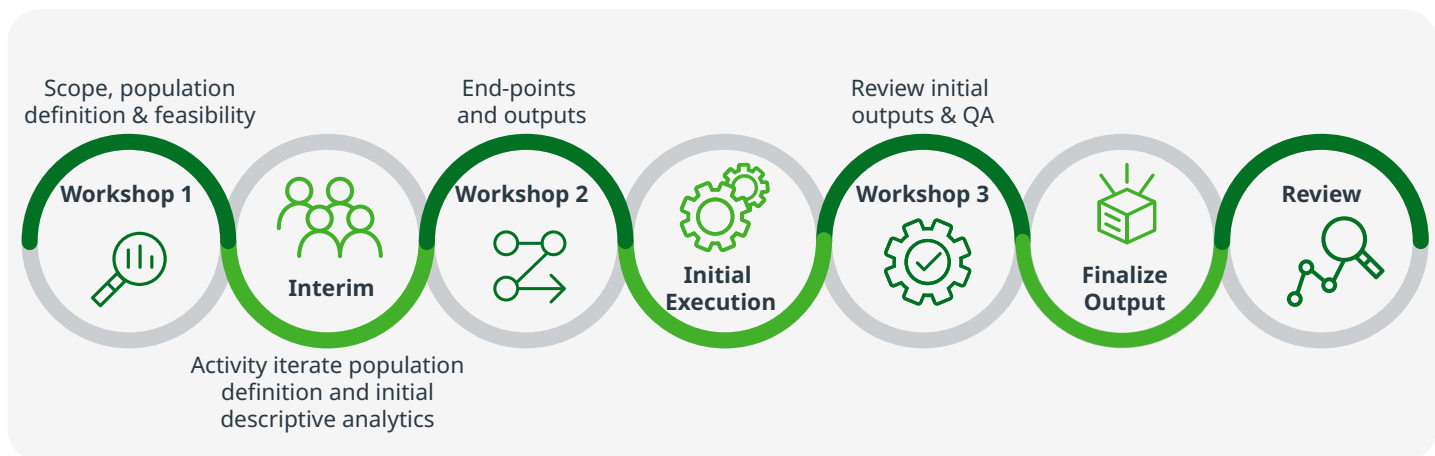 Scope, population
definition & feasibility
Workshop 1
Interim
Activity iterate population
definition and initial
descriptive analytics
End-points
and outputs
Workshop 2
Initial
Execution
Review initial
outputs & QA
Workshop 3
Finalize
Output
Review